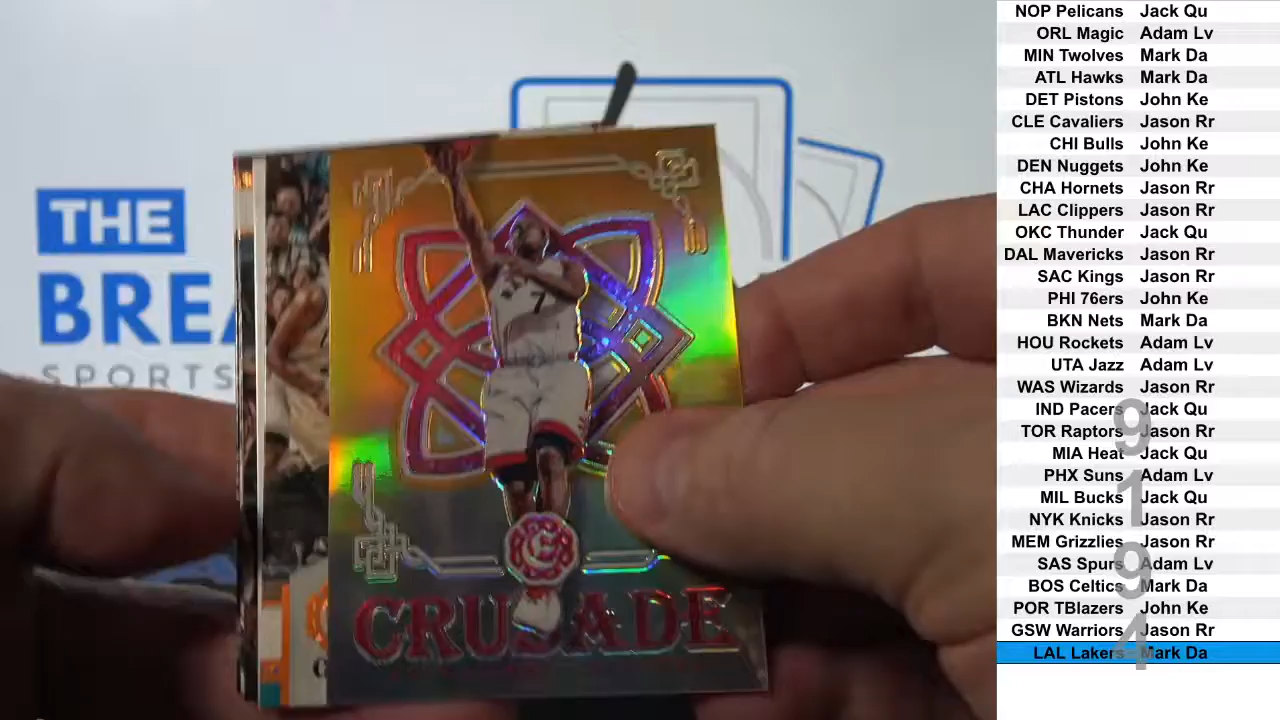 THE
BREA
SPORTS
7
CRUSADE
NOP Pelicans Jack Qu
ORL Magic Adam Lv
MIN Twolves Mark Da
ATL Hawks Mark Da
DET Pistons John Ke
CLE Cavaliers Jason Rr
CHI Bulls John Ke
DEN Nuggets John Ke
CHA Hornets Jason Rr
LAC Clippers Jason Rr
OKC Thunder Jack Qu
DAL Mavericks Jason Rr
SAC Kings Jason Rr
PHI 76ers John Ke
BKN Nets Mark Da
HOU Rockets Adam Lv
UTA Jazz Adam Lv
WAS Wizards Jason Rr
IND Pacers Jack Qu
TOR Raptors Jason Rr
MIA Heat Jack Qu
PHX Suns Adam Lv
MIL Bucks Jack Qu
NYK Knicks Jason Rr
MEM Grizzlies Jason Rr
SAS Spurs Adam Lv
BOS Celtics Mark Da
POR TBlazers John Ke
GSW Warriors Jason Rr
LAL Lakers Mark Da
9
1
9
4